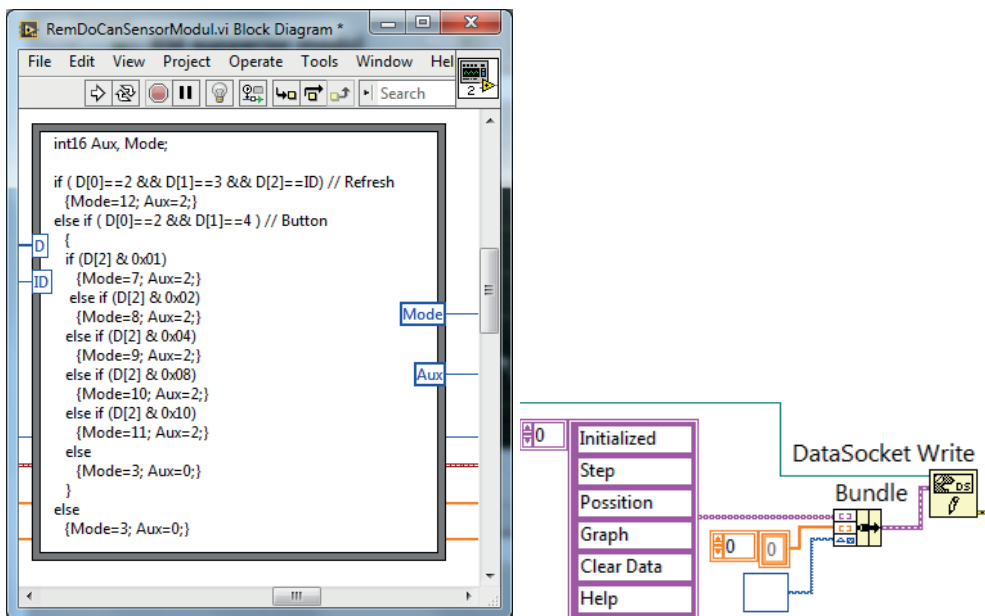 RemDoCanSensorModul.vi Block Diagram *
File Edit View Project Operate Tools Window Hel
Search
2
int16 Aux, Mode;
if ( D[0]==2 && D[1]==3 && D[2]==ID) // Refresh
{Mode=12; Aux=2;}
else if ( D[0]==2 && D[1]==4 ) // Button
{
if (D[2] & 0x01)
{Mode=7; Aux=2;}
else if (D[2] & 0x02)
{Mode=8; Aux=2;}
else if (D[2] & 0x04)
{Mode=9; Aux=2;}
else if (D[2] & 0x08)
{Mode=10; Aux=2;}
else if (D[2] & 0x10)
{Mode=11; Aux=2;}
else
{Mode=3; Aux=0;}
}
else
{Mode=3; Aux=0;}
D
ID
Mode
Aux
0
Initialized
Step
Possition
Graph
Clear Data
Help
0
0
Bundle
DataSocket Write
DS